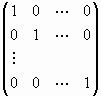 1 0 ⋯ 0
0 1 ⋯ 0
⋮
0 0 ⋯ 1